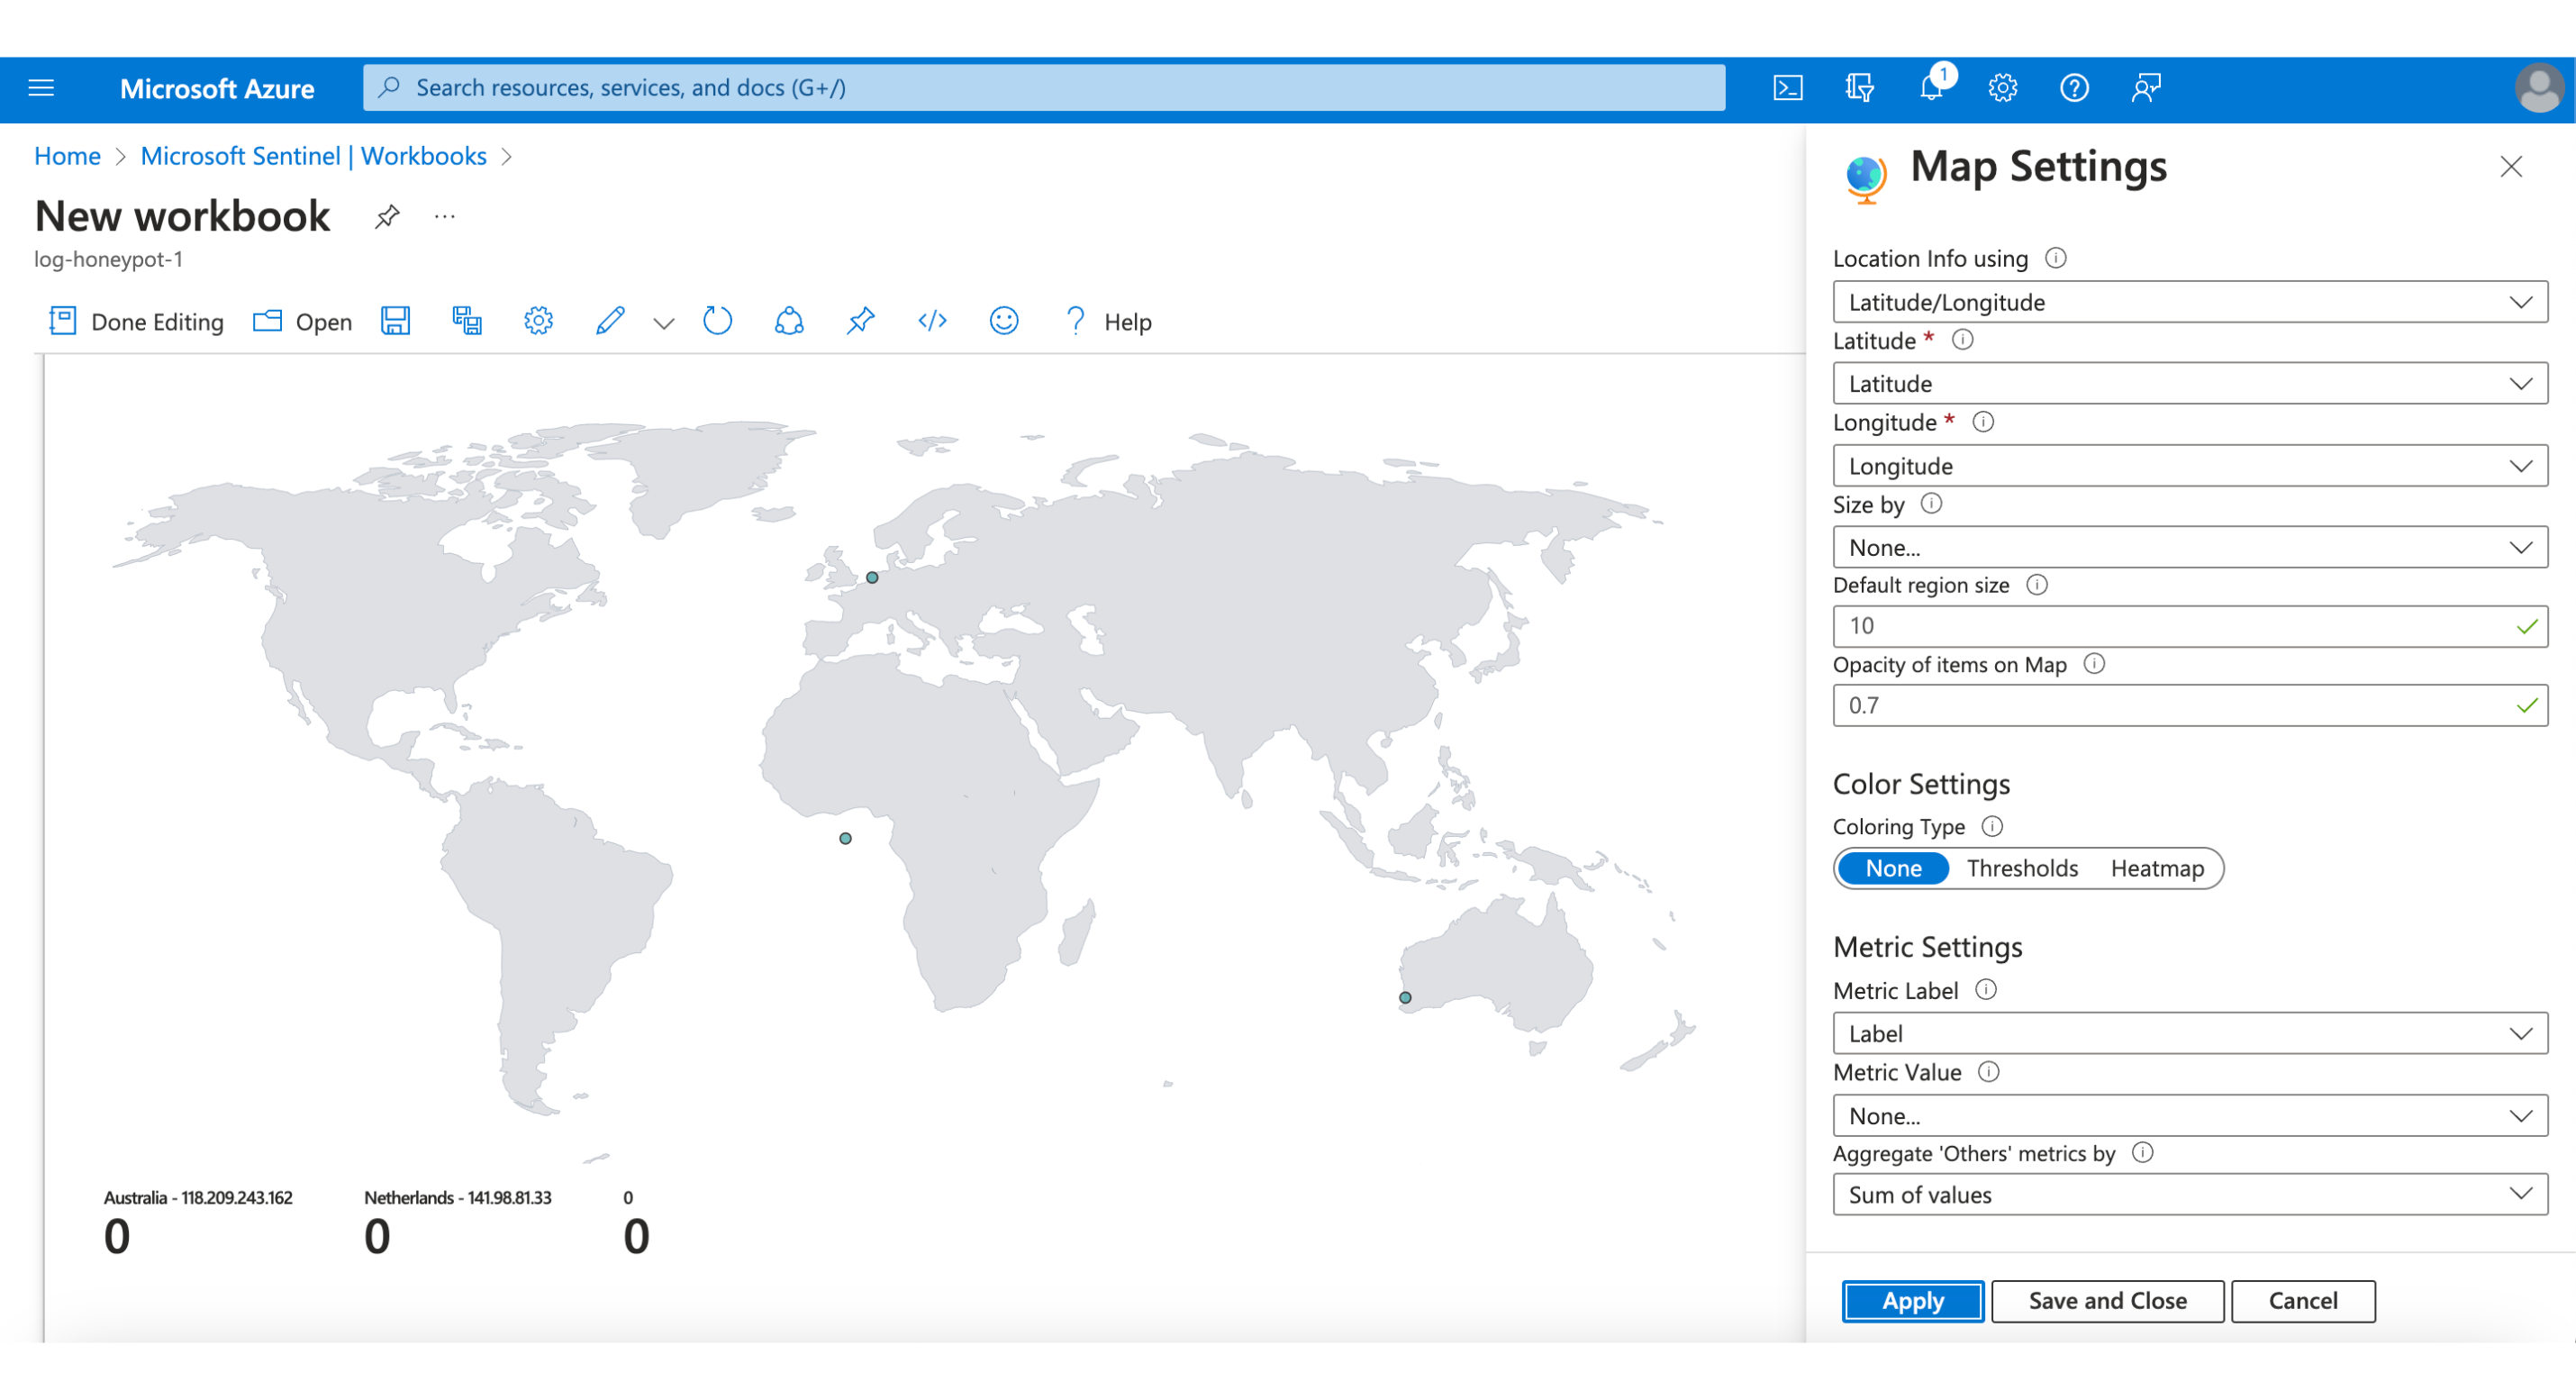 Microsoft Azure
Search resources, services, and docs (G+/)
1
Home > Microsoft Sentinel | Workbooks >
New workbook ...
log-honeypot-1
Done Editing Open Help
Australia - 118.209.243.162
0
Netherlands - 141.98.81.33
0
0
0
Map Settings
Location Info using
Latitude/Longitude
Latitude *
Latitude
Longitude *
Longitude
Size by
None...
Default region size
10
Opacity of items on Map
0.7
Color Settings
Coloring Type
None Thresholds Heatmap
Metric Settings
Metric Label
Label
Metric Value
None...
Aggregate 'Others' metrics by
Sum of values
Apply Save and Close Cancel